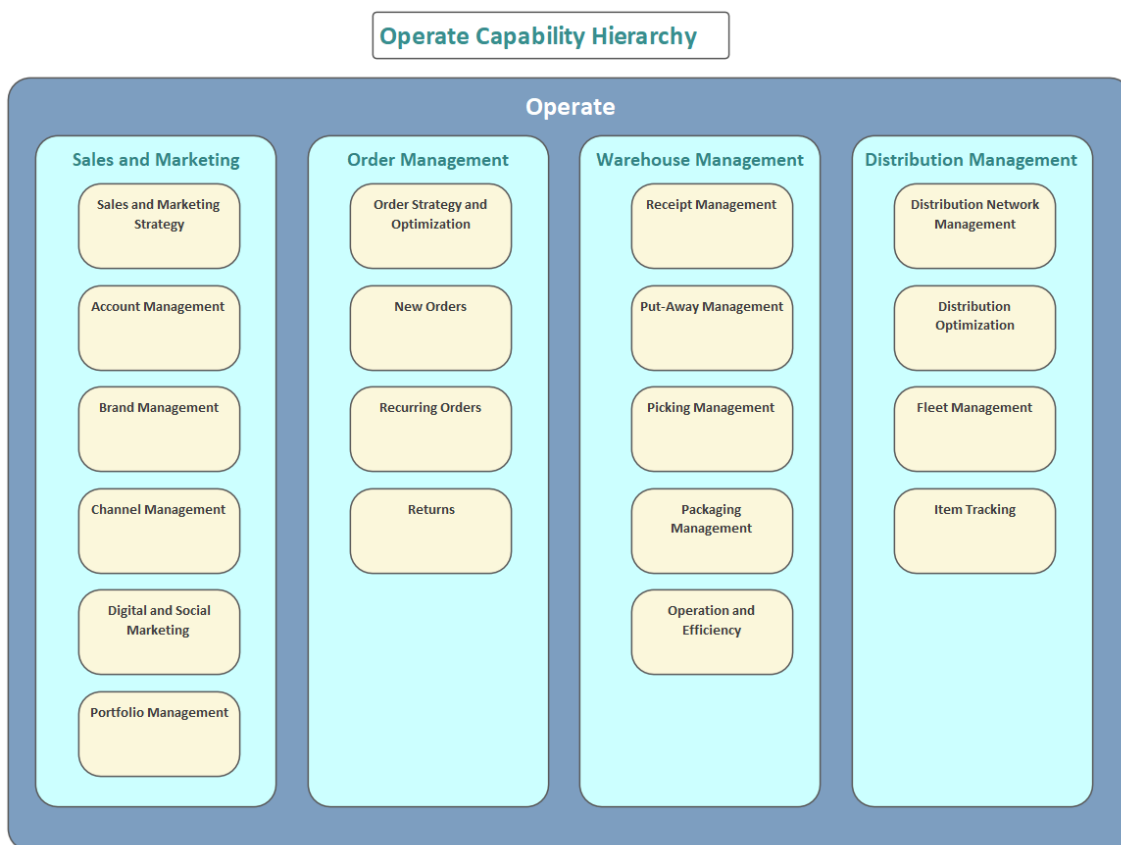 Operate Capability Hierarchy
Operate
Sales and Marketing
Sales and Marketing
Strategy
Account Management
Brand Management
Channel Management
Digital and Social
Marketing
Portfolio Management
Order Management
Order Strategy and
Optimization
New Orders
Recurring Orders
Returns
Warehouse Management
Receipt Management
Put-Away Management
Picking Management
Packaging
Management
Operation and
Efficiency
Distribution Management
Distribution Network
Management
Distribution
Optimization
Fleet Management
Item Tracking